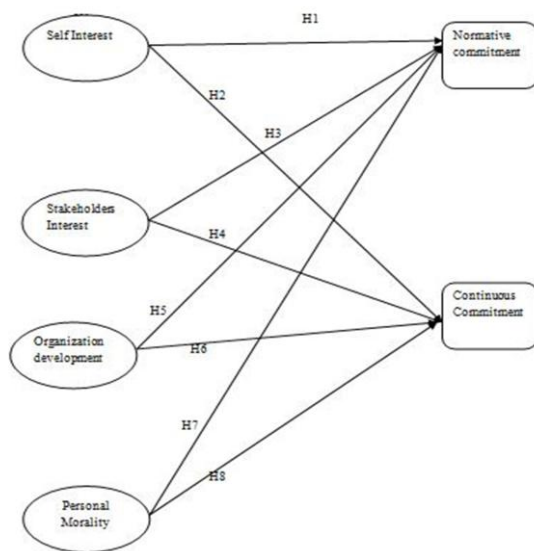 H1
Self Interest
Normative
commitment
H2
H3
Stakeholders
Interest
H4
Continuous
Commitment
H5
Organization
development
H6
H7
H8
Personal
Morality